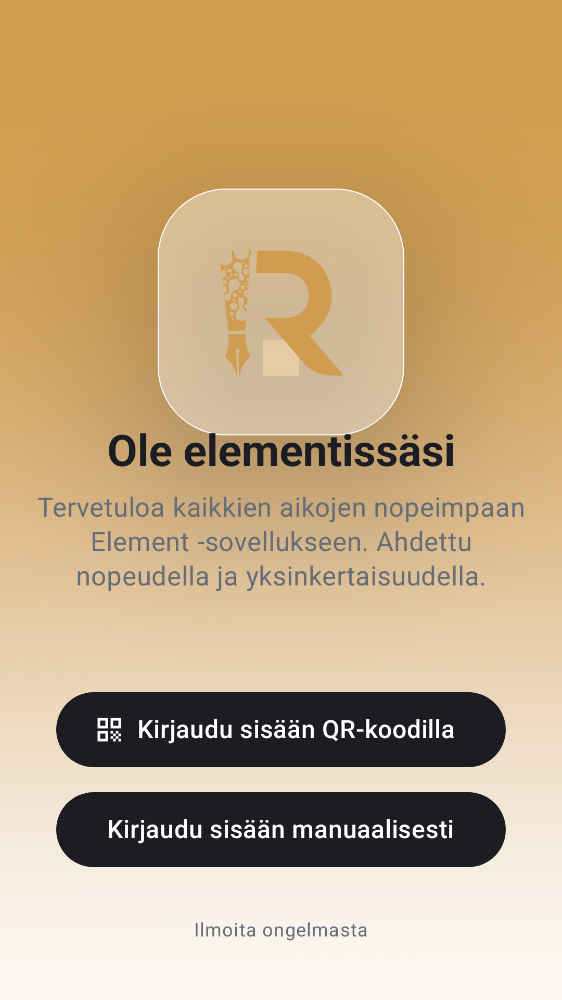 R
Ole elementissäsi
Tervetuloa kaikkien aikojen nopeimpaan
Element -sovellukseen. Ahdettu
nopeudella ja yksinkertaisuudella.
Kirjaudu sisään QR-koodilla
Kirjaudu sisään manuaalisesti
Ilmoita ongelmasta